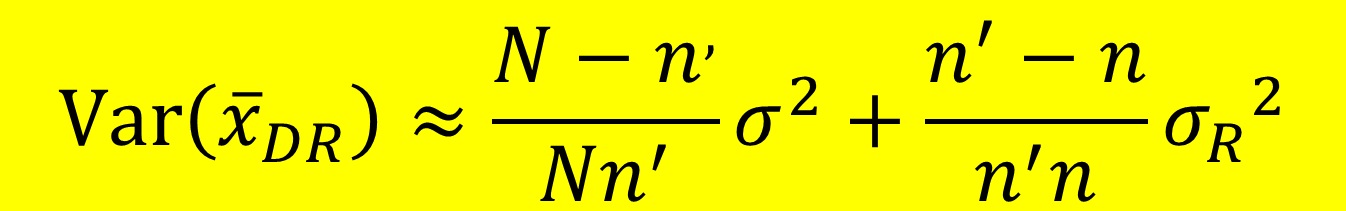 Var(x̄_DR) ≈ (N − n’)/(Nn′) σ² + (n′ − n)/(n′n) σ_R²